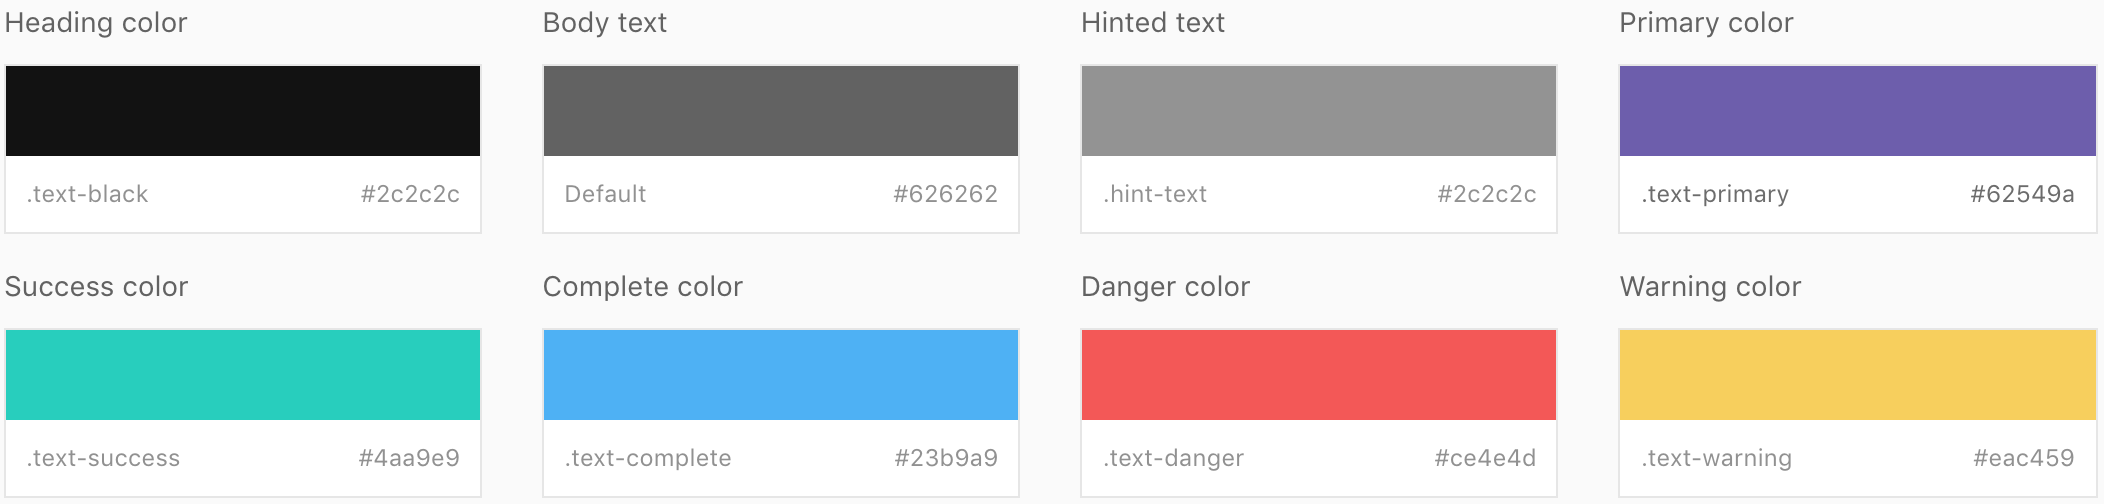 Heading color
Body text
Hinted text
Primary color
.text-black #2c2c2c
Default #626262
.hint-text #2c2c2c
.text-primary #62549a
Success color
Complete color
Danger color
Warning color
.text-success #4aa9e9
.text-complete #23b9a9
.text-danger #ce4e4d
.text-warning #eac459